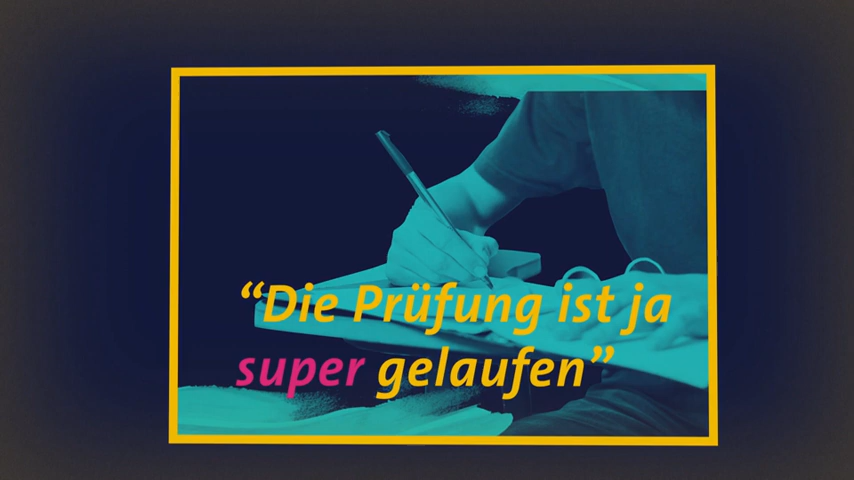 “Die Prüfung ist ja
super gelaufen”